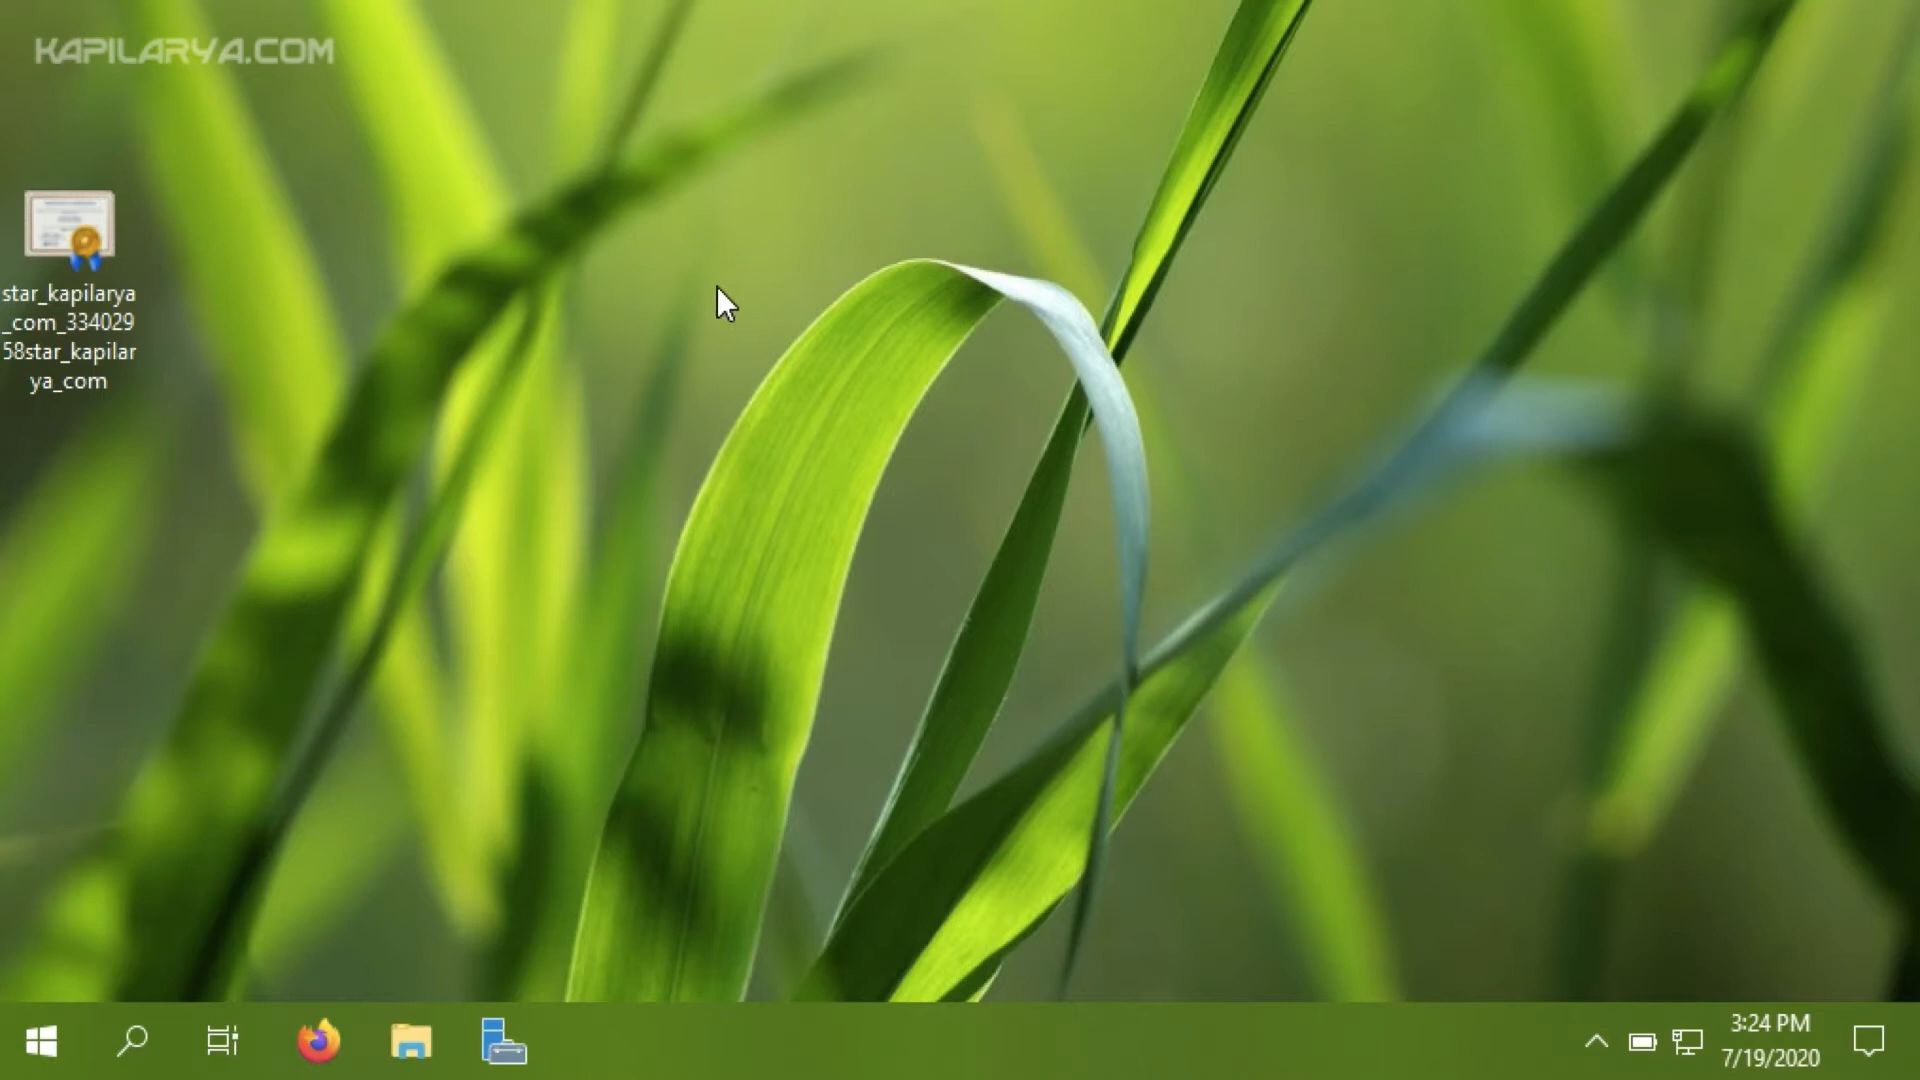 KAPILARYA.COM
star_kapilarya
_com_334029
58star_kapilar
ya_com
3:24 PM
7/19/2020